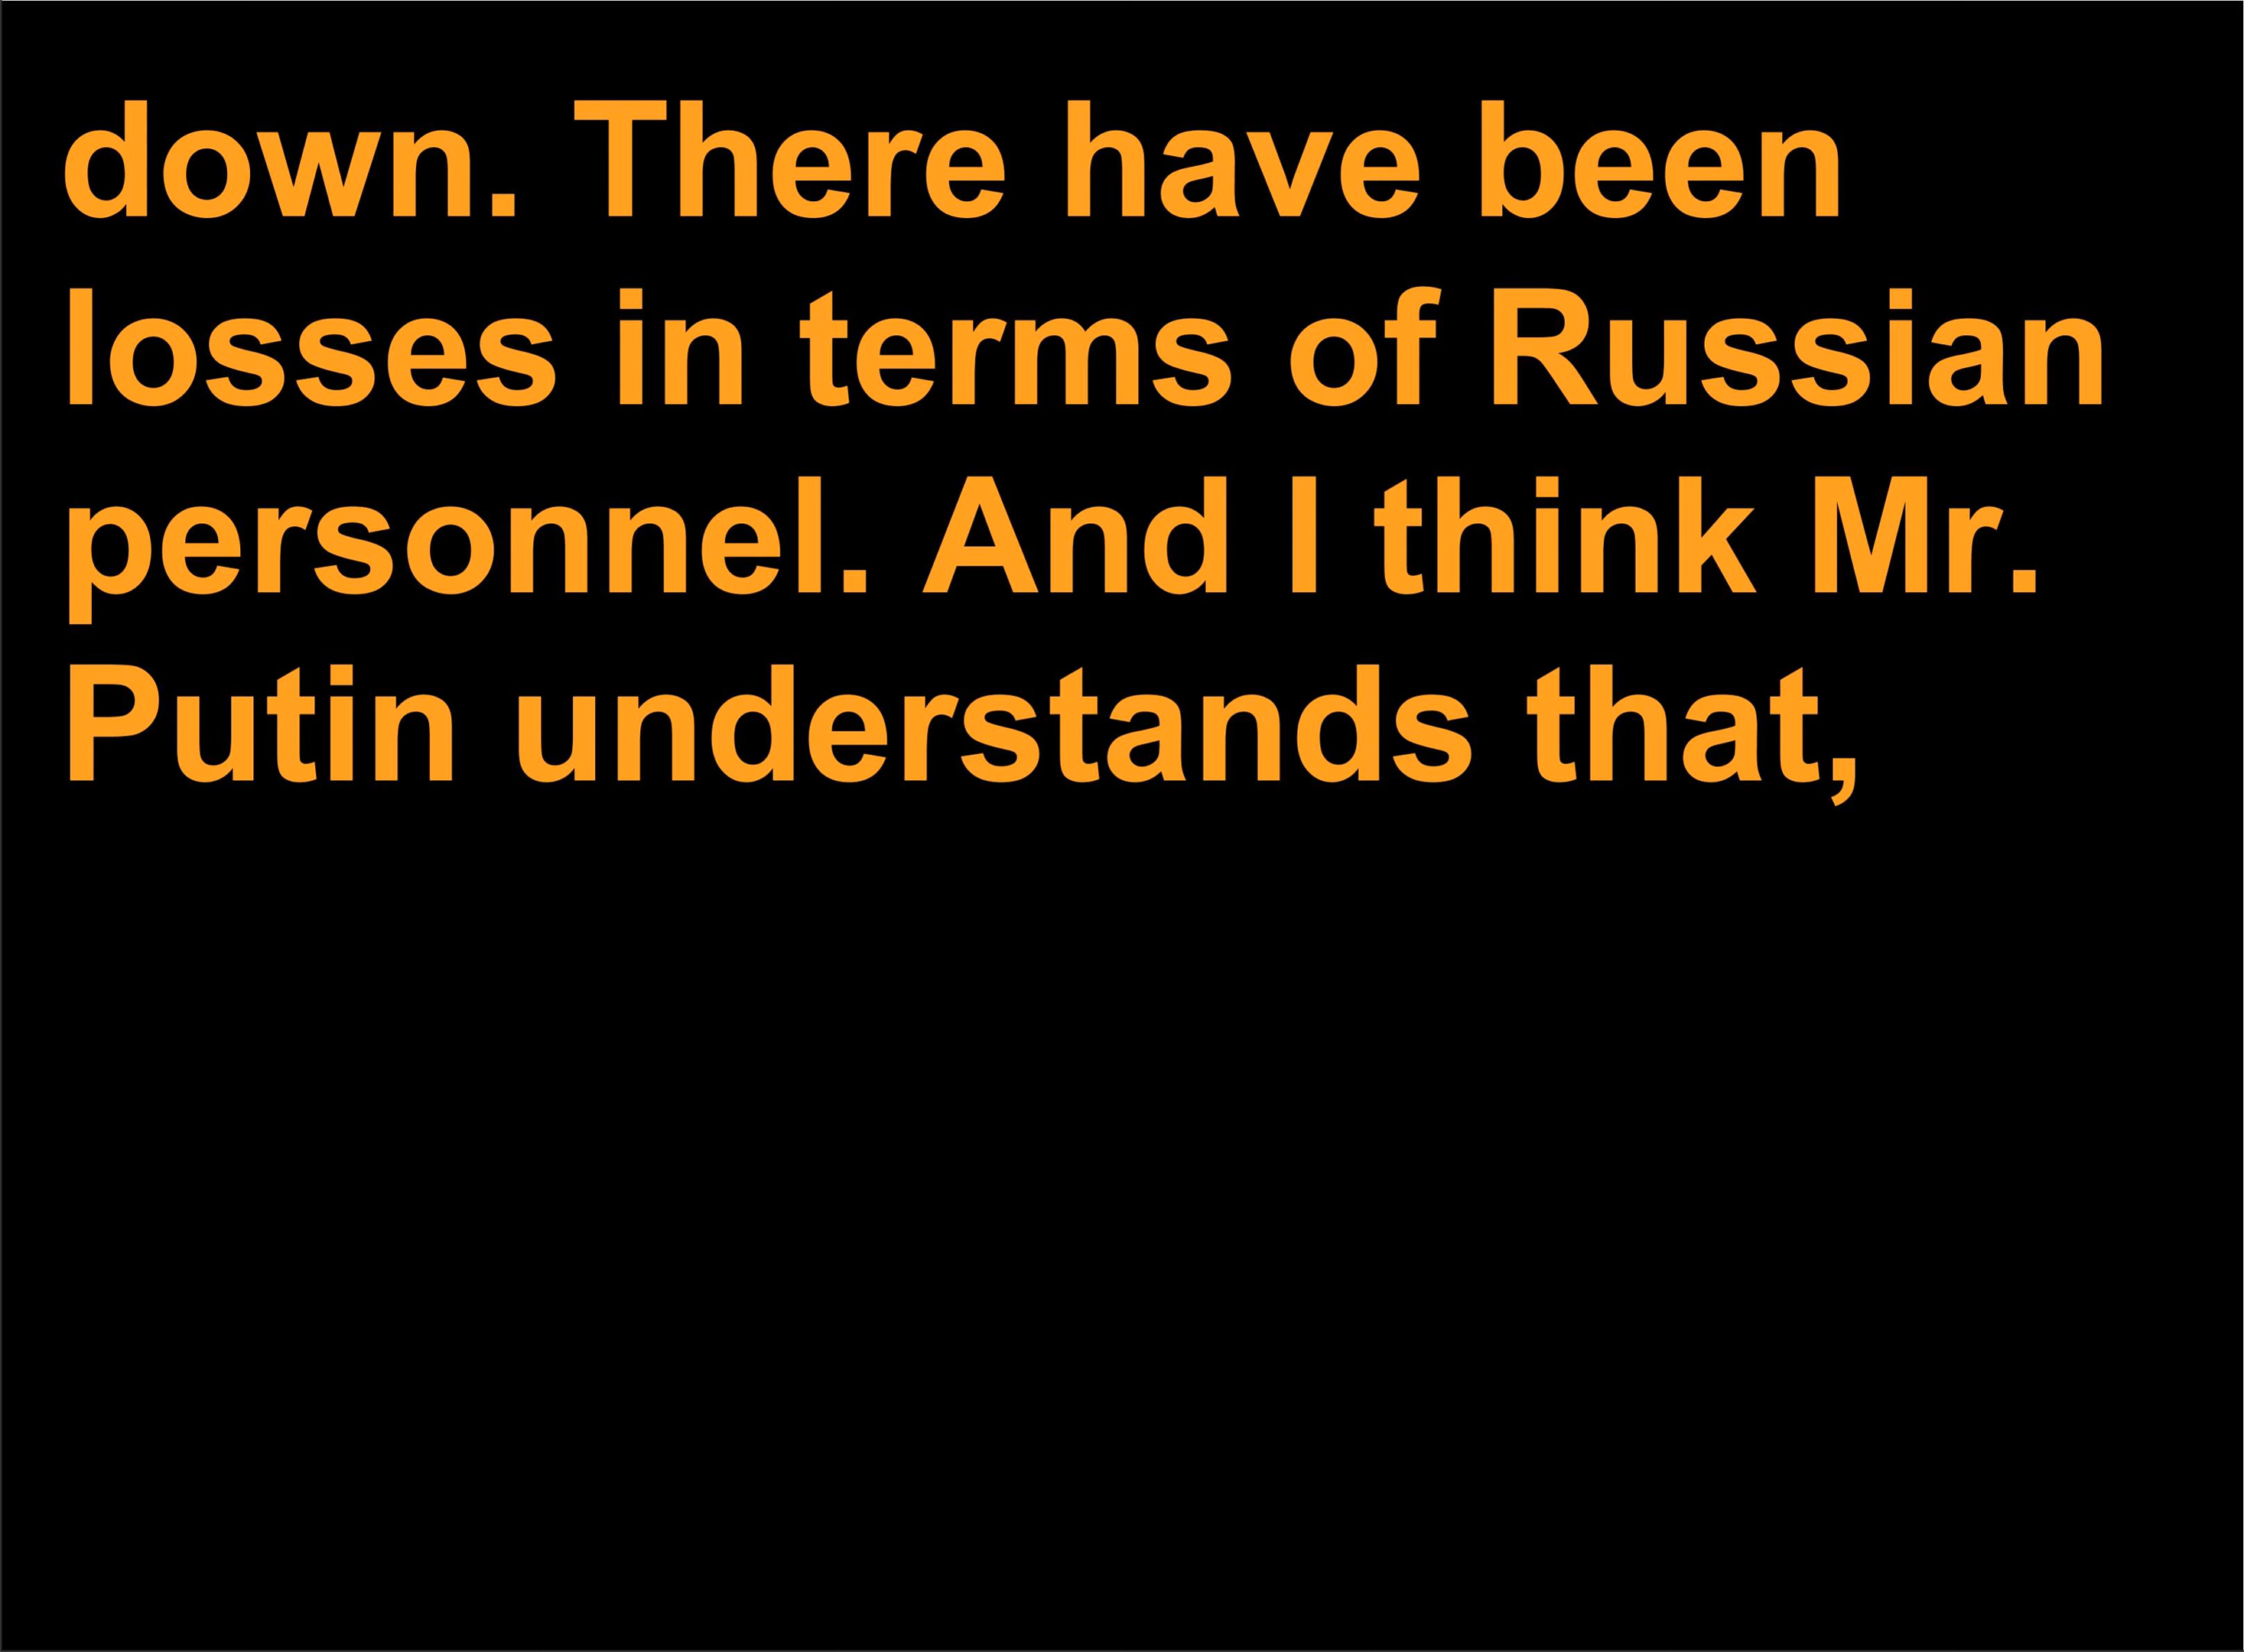 down. There have been
losses in terms of Russian
personnel. And I think Mr.
Putin understands that,